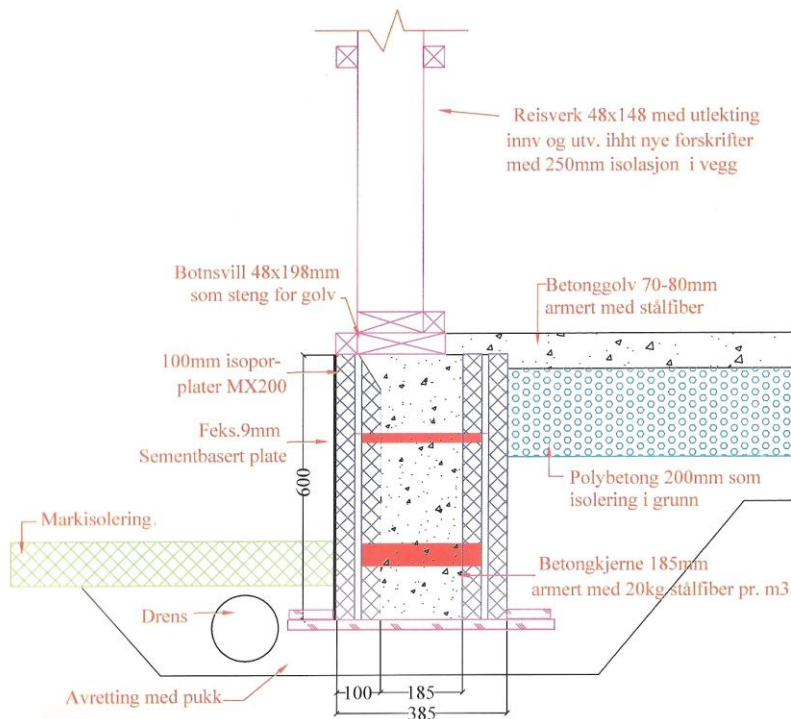 Reisverk 48x148 med utlekting
innv og utv. ihht nye forskrifter
med 250mm isolasjon i vegg
Botnsvill 48x198mm
som steng for golv
Betonggolv 70-80mm
armert med stålfiber
100mm isopor-
plater MX200
Feks.9mm
Sementbasert plate
600
Polybetong 200mm som
isolering i grunn
Markisolering.
Betongkjerne 185mm
armert med 20kg stålfiber pr. m3
Drens
Avretting med pukk
100
185
385